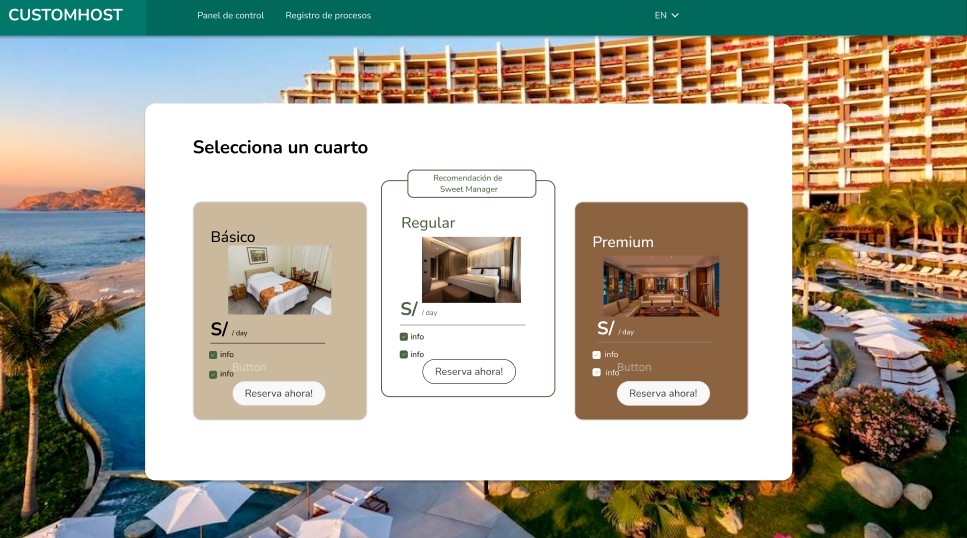 CUSTOMHOST
Panel de control
Registro de procesos
EN
Selecciona un cuarto
Básico
S/ / day
info
info
Button
Reserva ahora!
Recomendación de
Sweet Manager
Regular
S/ / day
info
info
Reserva ahora!
Premium
S/ / day
info
info
Button
Reserva ahora!